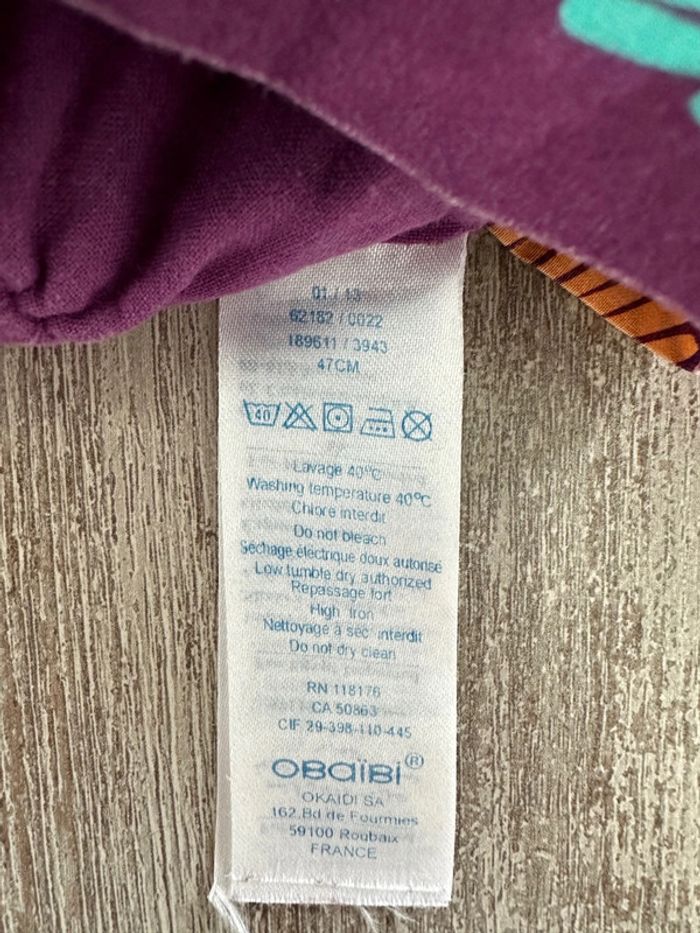 01 / 13
62182 / 0022
189611 / 3943
47CM
40
Lavage 40°C
Washing temperature 40°C
Chlore interdit
Do not bleach
Séchage électrique doux autorisé
Low tumble dry authorized
Repassage fort
High Iron
Nettoyage à sec interdit
Do not dry clean
RN 118176
CA 50863
CIF 29-398-110-445
OBaïBi®
OKAIDI SA
162,Bd de Fourmies
59100 Roubaix
FRANCE